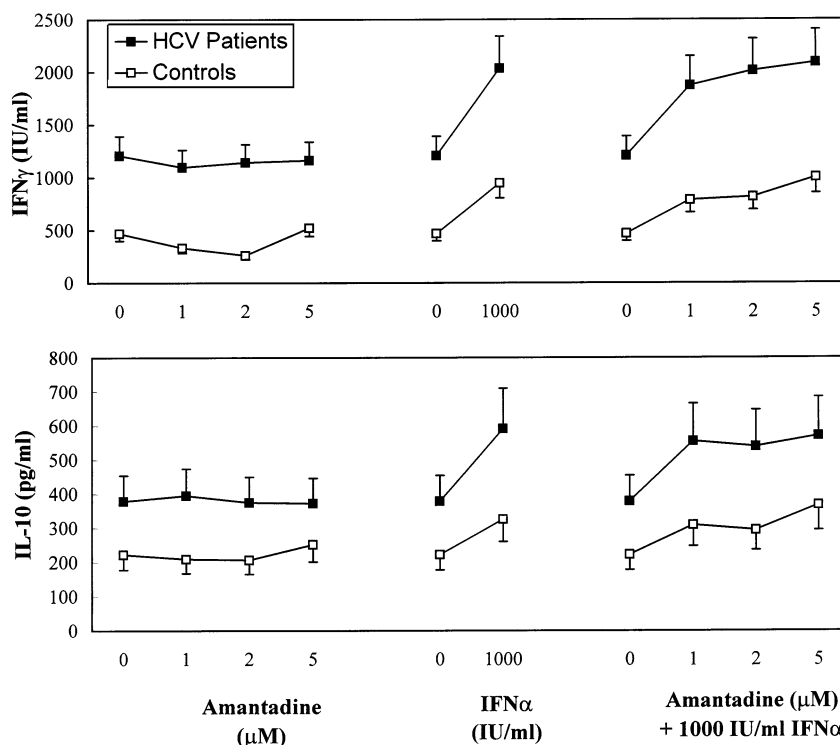 2500
2000
1500
1000
500
0
IFNγ (IU/ml)
HCV Patients
Controls
0 1 2 5 0 1000 0 1 2 5
800
700
600
500
400
300
200
100
0
IL-10 (pg/ml)
0 1 2 5 0 1000 0 1 2 5
Amantadine
(μM)
IFNα
(IU/ml)
Amantadine (μM)
+ 1000 IU/ml IFNα